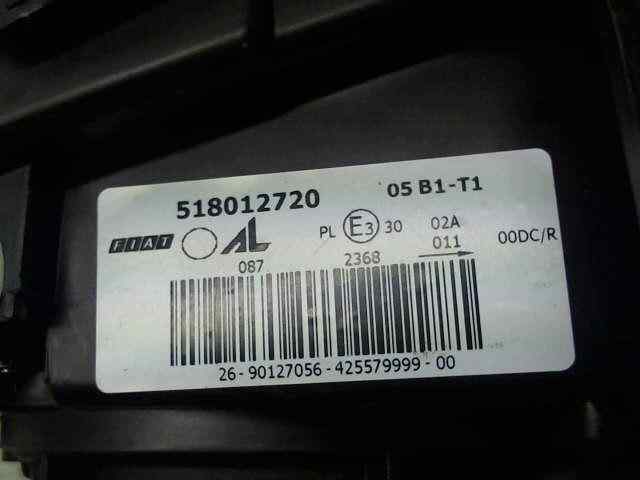 518012720 05 B1-T1
FIAT AL PL E3 30 02A 00DC/R
087 2368 011
26-90127056-425579999-00